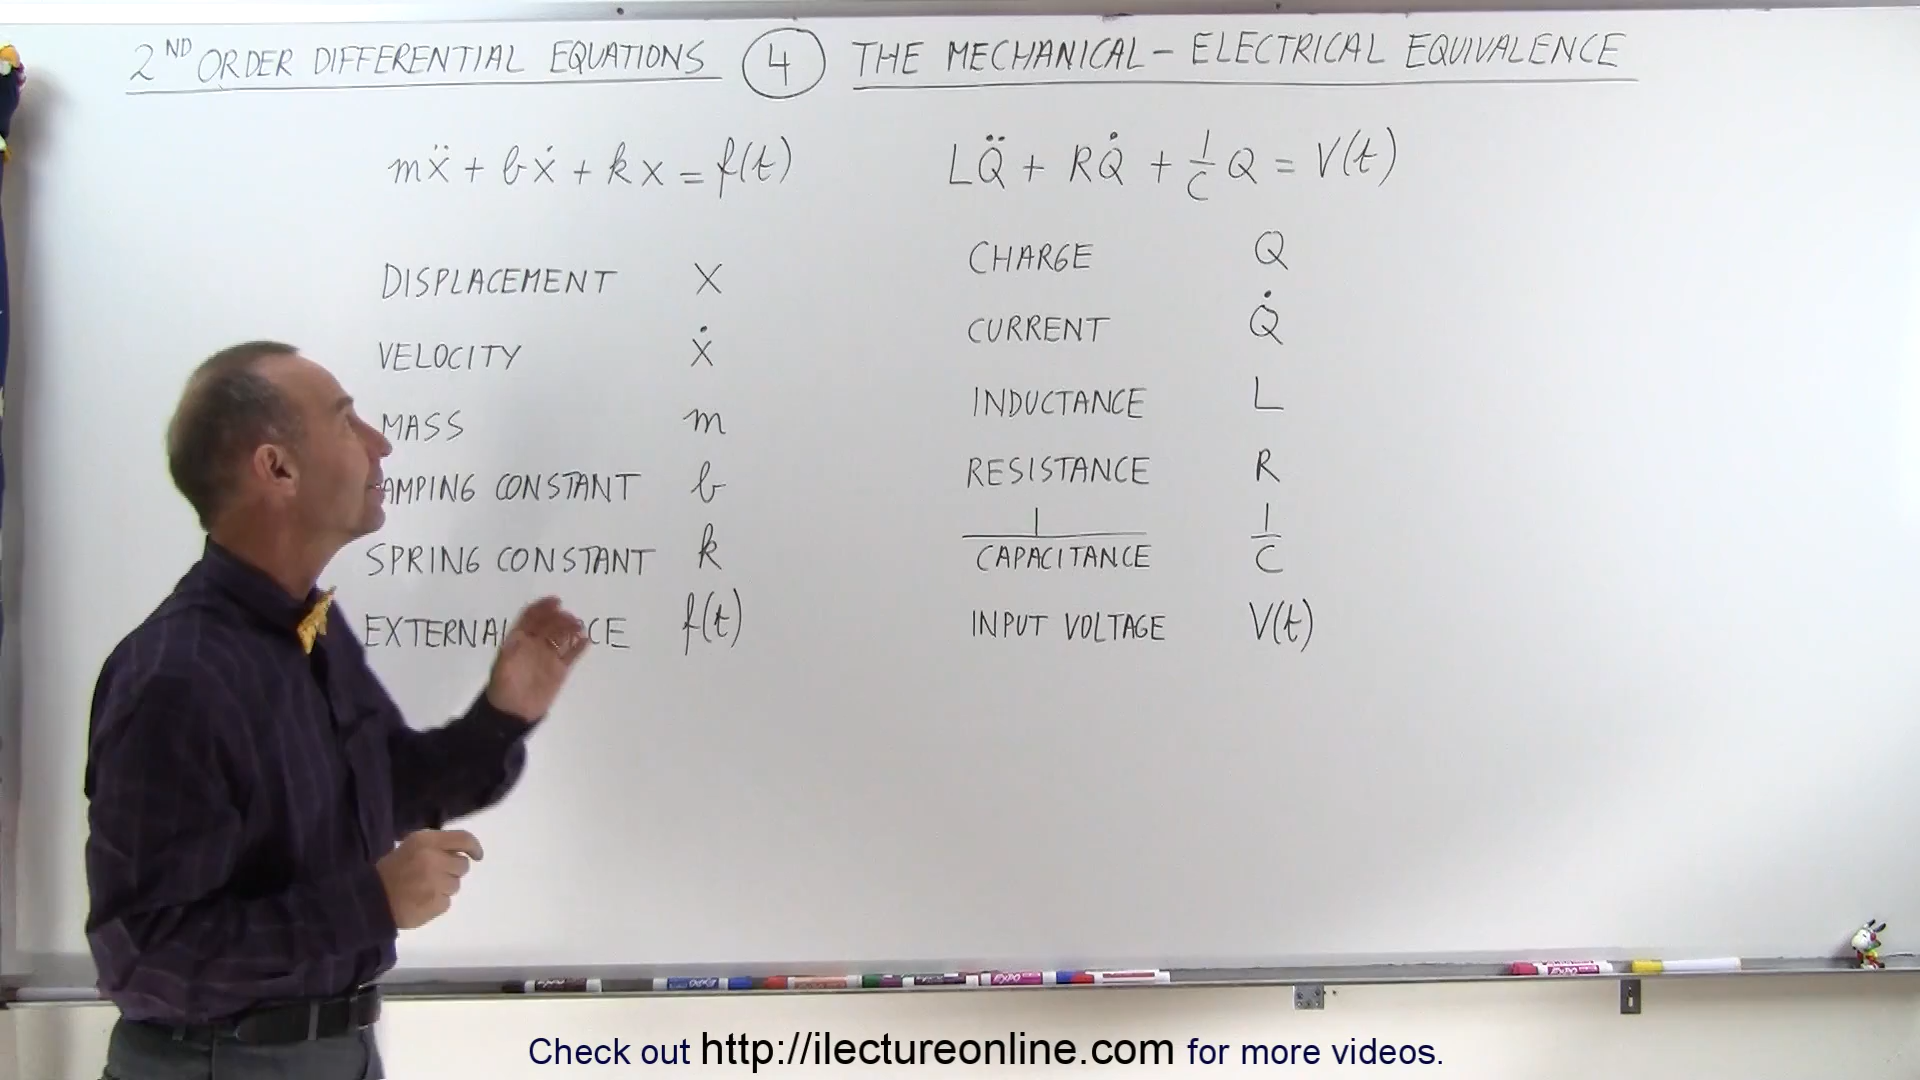 2ND ORDER DIFFERENTIAL EQUATIONS 4 THE MECHANICAL - ELECTRICAL EQUIVALENCE
mẍ + bẋ + kx = f(t)
DISPLACEMENT x
VELOCITY ẋ
MASS m
AMPING CONSTANT b
SPRING CONSTANT k
EXTERNAL CE f(t)
LQ̈ + RQ̇ + 1/C Q = V(t)
CHARGE Q
CURRENT Q̇
INDUCTANCE L
RESISTANCE R
1/CAPACITANCE 1/C
INPUT VOLTAGE V(t)
EXPO
EXPO
Check out http://ilectureonline.com for more videos.